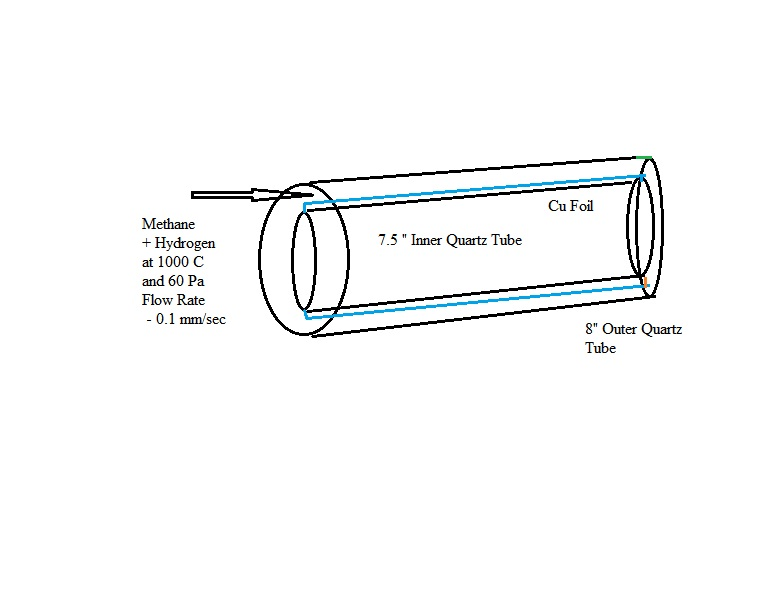 Cu Foil
Methane
+ Hydrogen
at 1000 C
and 60 Pa
Flow Rate
- 0.1 mm/sec
7.5 " Inner Quartz Tube
8" Outer Quartz
Tube